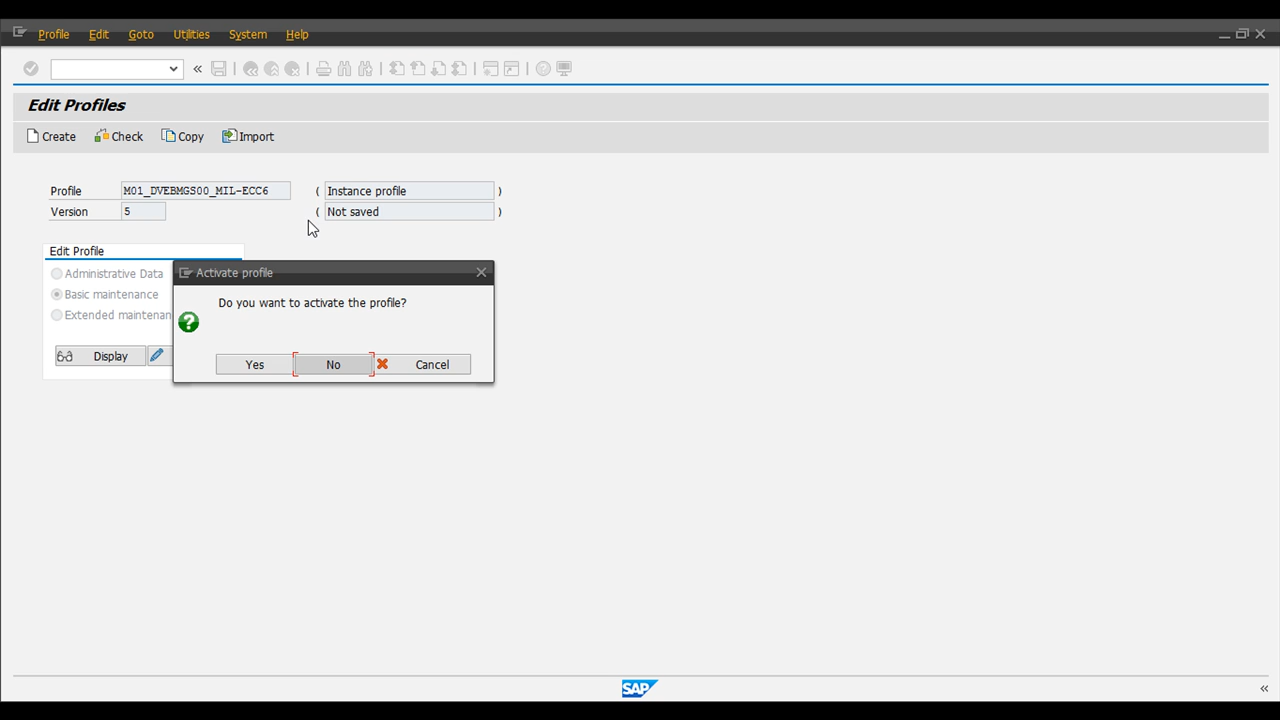 Profile Edit Goto Utilities System Help
Edit Profiles
Create Check Copy Import
Profile M01_DVEBMGS00_MIL-ECC6 ( Instance profile )
Version 5 ( Not saved )
Edit Profile
Administrative Data
Basic maintenance
Extended maintenan
Display
Activate profile
Do you want to activate the profile?
Yes No Cancel
SAP